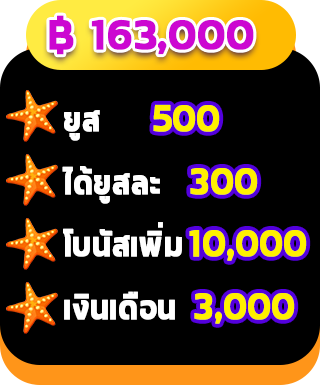 ฿ 163,000
ยูส 500
ได้ยูสละ 300
โบนัสเพิ่ม 10,000
เงินเดือน 3,000